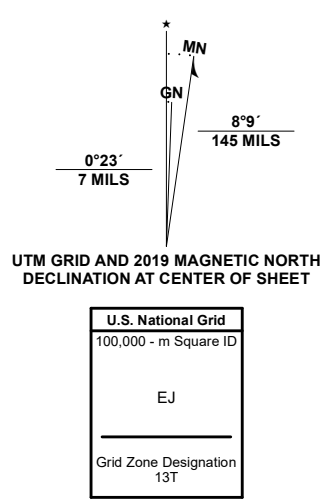 ★
MN
GN
8°9´
145 MILS
0°23´
7 MILS
UTM GRID AND 2019 MAGNETIC NORTH
DECLINATION AT CENTER OF SHEET
U.S. National Grid
100,000 - m Square ID
EJ
Grid Zone Designation
13T